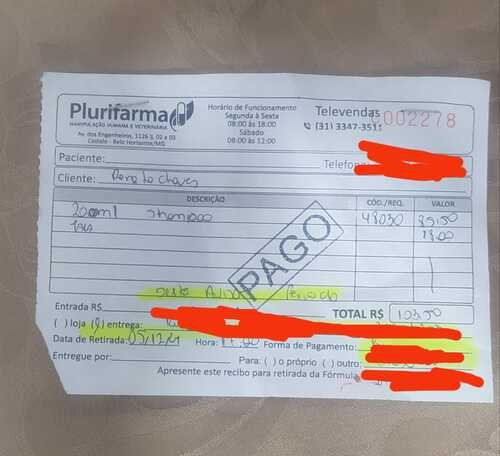 Plurifarma
MANIPULAÇÃO HUMANA E VETERINÁRIA
Av. dos Engenheiros, 1126 lj. 02 e 03
Castelo - Belo Horizonte/MG
Horário de Funcionamento
Segunda à Sexta
08:00 às 18:00
Sábado
08:00 às 12:00
Televendas
(31) 3347-3511
002278
Paciente:
Telefone
Cliente: Renato Chaves
DESCRIÇÃO CÓD./REQ. VALOR
200ml shampoo 48030 85,50
18,00
PAGO
Entrada R$ TOTAL R$ 103,50
( ) loja ( ) entrega:
Data de Retirada: 05/12/21 Hora: 17:00 Forma de Pagamento:
Entregue por: Para: ( ) o próprio ( ) outro:
Apresente este recibo para retirada da Fórmula